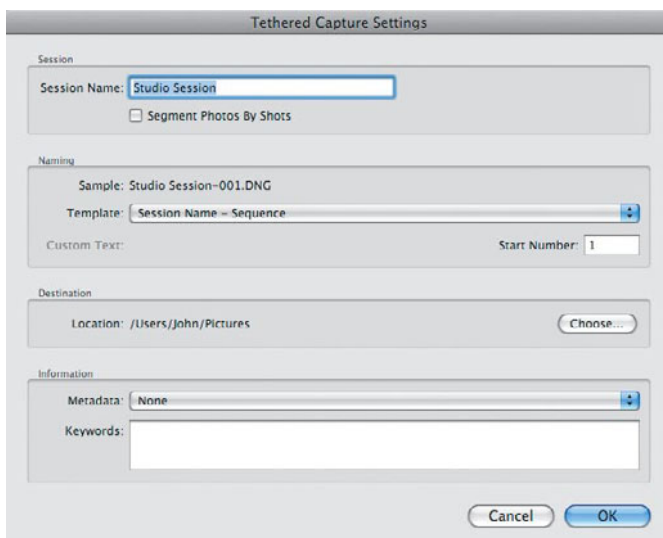 Tethered Capture Settings
Session
Session Name: Studio Session
Segment Photos By Shots
Naming
Sample: Studio Session-001.DNG
Template: Session Name - Sequence
Custom Text: Start Number: 1
Destination
Location: /Users/John/Pictures Choose...
Information
Metadata: None
Keywords:
Cancel OK